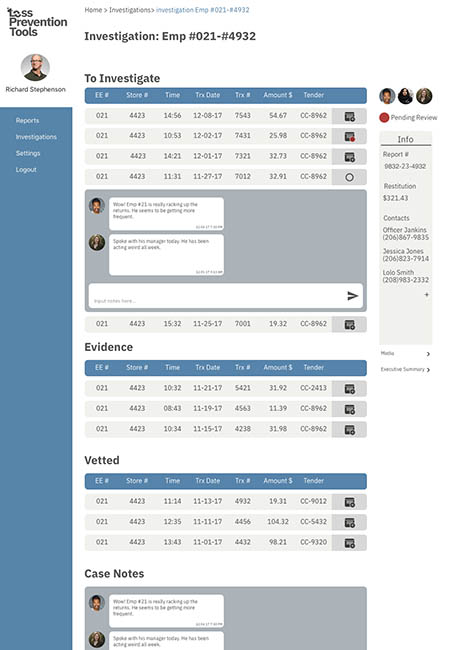 Loss
Prevention
Tools
Home > Investigations> investigation Emp #021-#4932
Investigation: Emp #021-#4932
Richard Stephenson
Reports
Investigations
Settings
Logout
To Investigate
EE # Store # Time Trx Date Trx # Amount $ Tender
021 4423 14:56 12-08-17 7543 54.67 CC-8962
021 4423 10:53 12-02-17 7431 25.98 CC-8962
021 4423 14:21 12-01-17 7321 32.73 CC-8962
021 4423 11:31 11-27-17 7012 32.91 CC-8962
Wow! Emp #21 is really racking up the
returns. He seems to be getting more
frequent.
Spoke with his manager today. He has been
acting weird all week.
Input notes here...
021 4423 15:32 11-25-17 7001 19.32 CC-8962
Evidence
EE # Store # Time Trx Date Trx # Amount $ Tender
021 4423 10:32 11-21-17 5421 31.92 CC-2413
021 4423 08:43 11-19-17 4563 11.39 CC-8962
021 4423 10:34 11-15-17 4238 31.98 CC-8962
Vetted
EE # Store # Time Trx Date Trx # Amount $ Tender
021 4423 11:14 11-13-17 4932 19.31 CC-9012
021 4423 12:35 11-11-17 4456 104.32 CC-5432
021 4423 13:43 11-01-17 4432 98.21 CC-9320
Case Notes
Wow! Emp #21 is really racking up the
returns. He seems to be getting more
frequent.
Spoke with his manager today. He has been
acting weird all week.
Pending Review
Info
Report #
9832-23-4932
Restitution
$321.43
Contacts
Officer Jankins
(206)867-9835
Jessica Jones
(206)823-7914
Lolo Smith
(208)983-2332
+
Media
Executive Summary